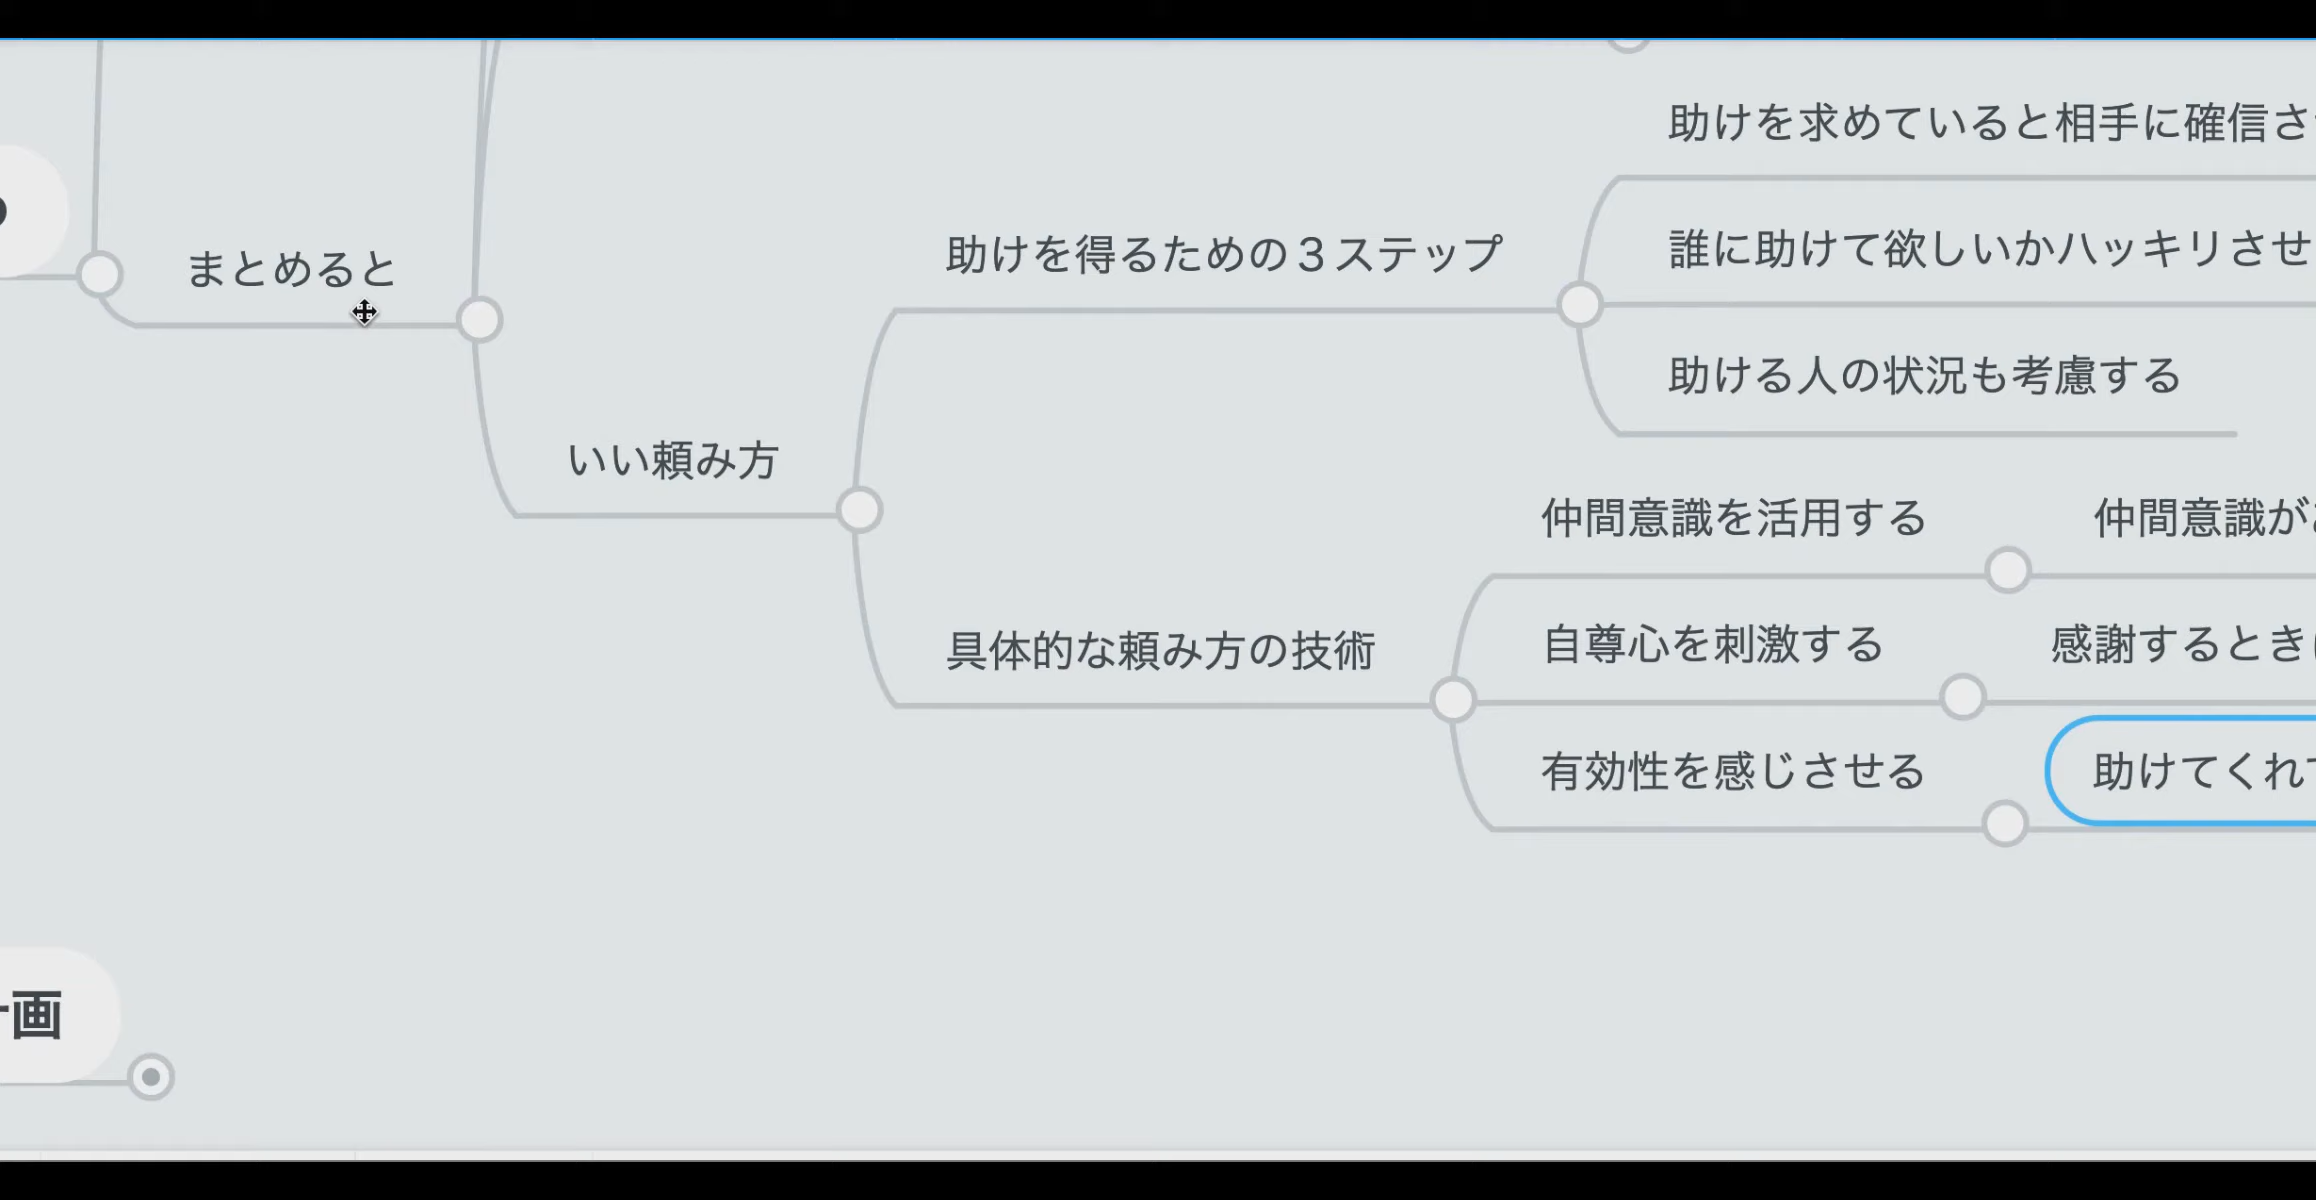 助けを求めていると相手に確信さ
誰に助けて欲しいかハッキリさせ
助ける人の状況も考慮する
助けを得るための３ステップ
まとめると
いい頼み方
仲間意識を活用する
仲間意識が
自尊心を刺激する
感謝するとき
有効性を感じさせる
助けてくれ
具体的な頼み方の技術
画